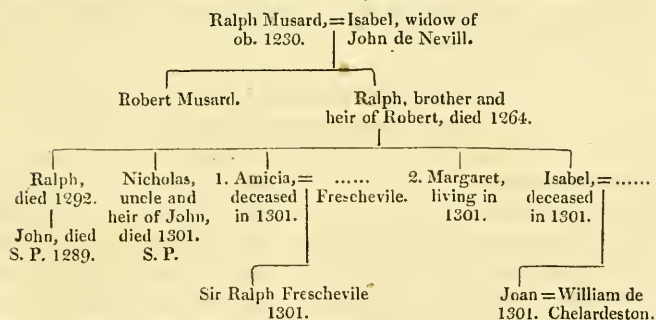 Ralph Musard,=Isabel, widow of
ob. 1230. John de Nevill.
Robert Musard. Ralph, brother and
heir of Robert, died 1264.
Ralph, Nicholas, 1. Amicia,= ...... 2. Margaret, Isabel,=......
died 1292. uncle and deceased Freschevile. living in deceased
heir of John, in 1301. 1301. in 1301.
John, died died 1301.
S. P. 1289. S. P.
Sir Ralph Freschevile Joan=William de
1301. 1301. Chelardeston.